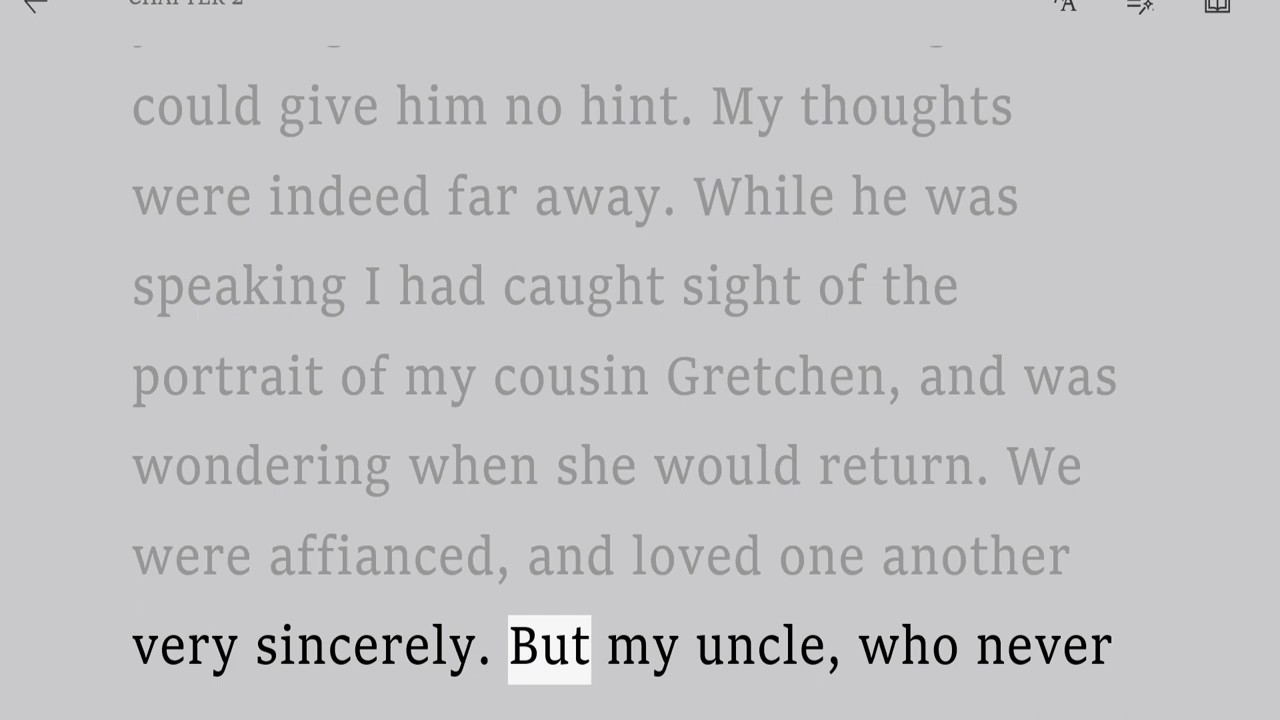 CHAPTER 2
could give him no hint. My thoughts
were indeed far away. While he was
speaking I had caught sight of the
portrait of my cousin Gretchen, and was
wondering when she would return. We
were affianced, and loved one another
very sincerely. But my uncle, who never